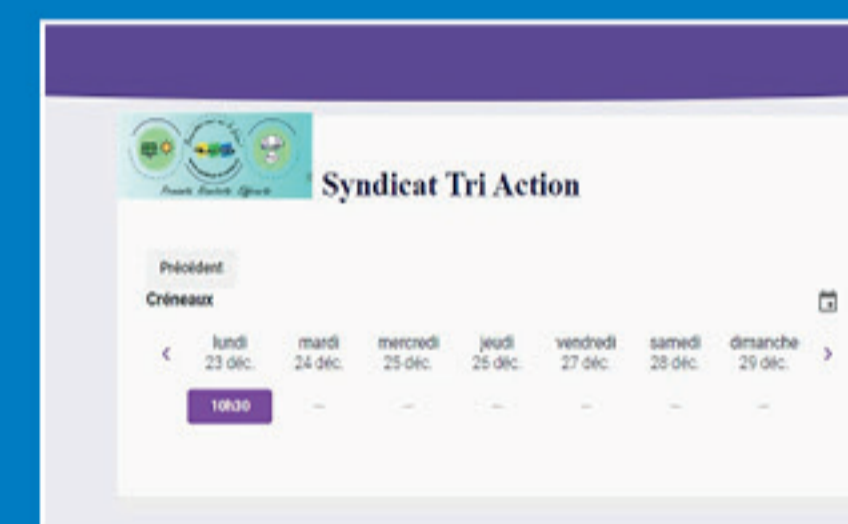 Syndicat Tri Action
Précédent
Créneaux
lundi mardi mercredi jeudi vendredi samedi dimanche
23 déc. 24 déc. 25 déc. 26 déc. 27 déc. 28 déc. 29 déc.
10h30 — — — — — —